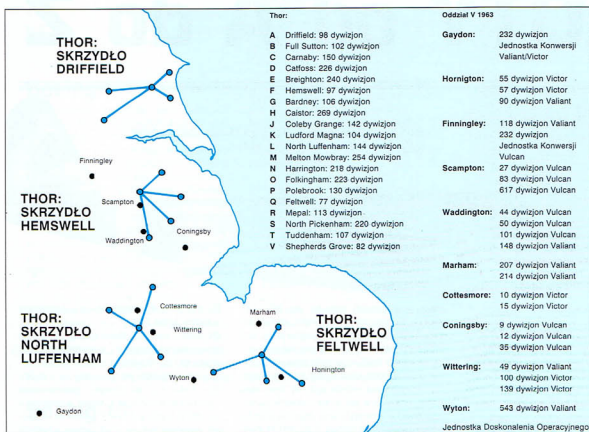 THOR:
SKRZYDŁO
DRIFFIELD
Finningley
Scampton
THOR:
SKRZYDŁO
HEMSWELL
Coningsby
Waddington
THOR:
SKRZYDŁO
NORTH
LUFFENHAM
Cottesmore
Wittering
Marham
THOR:
SKRZYDŁO
FELTWELL
Wyton
Honington
Gaydon
Thor:
A Driffield: 98 dywizjon
B Full Sutton: 102 dywizjon
C Carnaby: 150 dywizjon
D Catfoss: 226 dywizjon
E Breighton: 240 dywizjon
F Hemswell: 97 dywizjon
G Bardney: 106 dywizjon
H Caistor: 269 dywizjon
J Coleby Grange: 142 dywizjon
K Ludford Magna: 104 dywizjon
L North Luffenham: 144 dywizjon
M Melton Mowbray: 254 dywizjon
N Harrington: 218 dywizjon
O Folkingham: 223 dywizjon
P Polebrook: 130 dywizjon
Q Feltwell: 77 dywizjon
R Mepal: 113 dywizjon
S North Pickenham: 220 dywizjon
T Tuddenham: 107 dywizjon
V Shepherds Grove: 82 dywizjon
Oddział V 1963
Gaydon: 232 dywizjon
Jednostka Konwersji
Valiant/Victor
Hornigton: 55 dywizjon Victor
57 dywizjon Victor
90 dywizjon Valiant
Finningley: 118 dywizjon Valiant
232 dywizjon
Jednostka Konwersji
Vulcan
Scampton: 27 dywizjon Vulcan
83 dywizjon Vulcan
617 dywizjon Vulcan
Waddington: 44 dywizjon Vulcan
50 dywizjon Vulcan
101 dywizjon Vulcan
148 dywizjon Valiant
Marham: 207 dywizjon Valiant
214 dywizjon Valiant
Cottesmore: 10 dywizjon Victor
15 dywizjon Victor
Coningsby: 9 dywizjon Vulcan
12 dywizjon Vulcan
35 dywizjon Vulcan
Wittering: 49 dywizjon Valiant
100 dywizjon Victor
139 dywizjon Victor
Wyton: 543 dywizjon Valiant
Jednostka Doskonalenia Operacyjnego